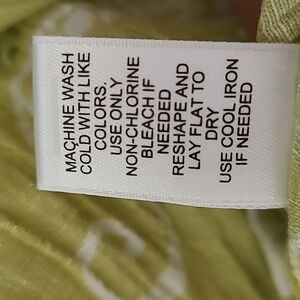 MACHINE WASH
COLD WITH LIKE
COLORS.
USE ONLY
NON-CHLORINE
BLEACH IF
NEEDED
RESHAPE AND
LAY FLAT TO
DRY
USE COOL IRON
IF NEEDED